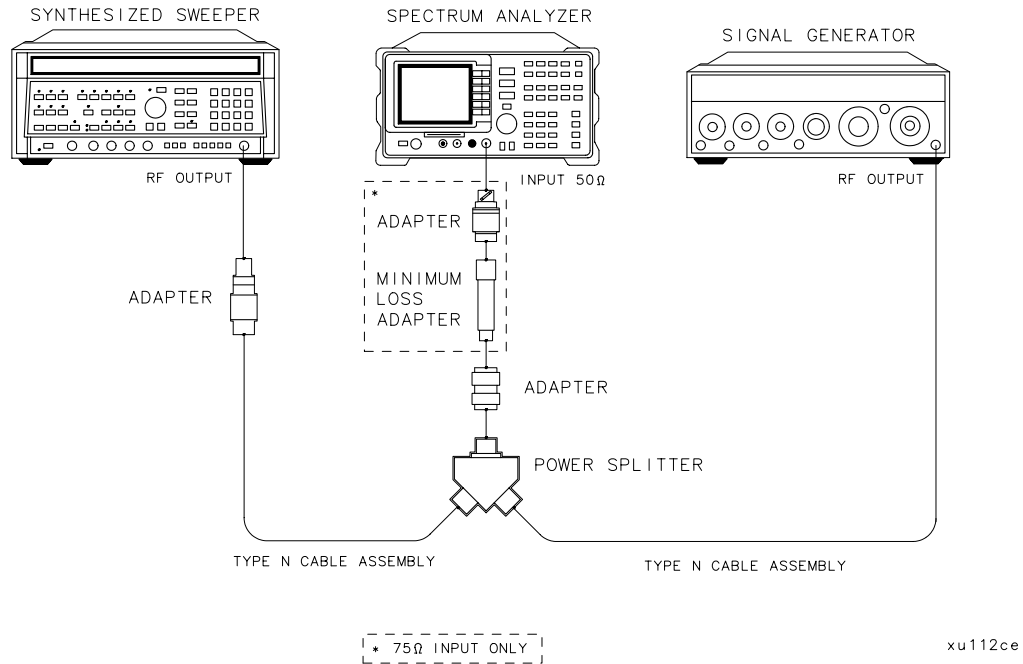 SYNTHESIZED SWEEPER
SPECTRUM ANALYZER
SIGNAL GENERATOR
RF OUTPUT
INPUT 50Ω
RF OUTPUT
*
ADAPTER
MINIMUM
LOSS
ADAPTER
ADAPTER
ADAPTER
POWER SPLITTER
TYPE N CABLE ASSEMBLY
TYPE N CABLE ASSEMBLY
* 75Ω INPUT ONLY
xu112ce